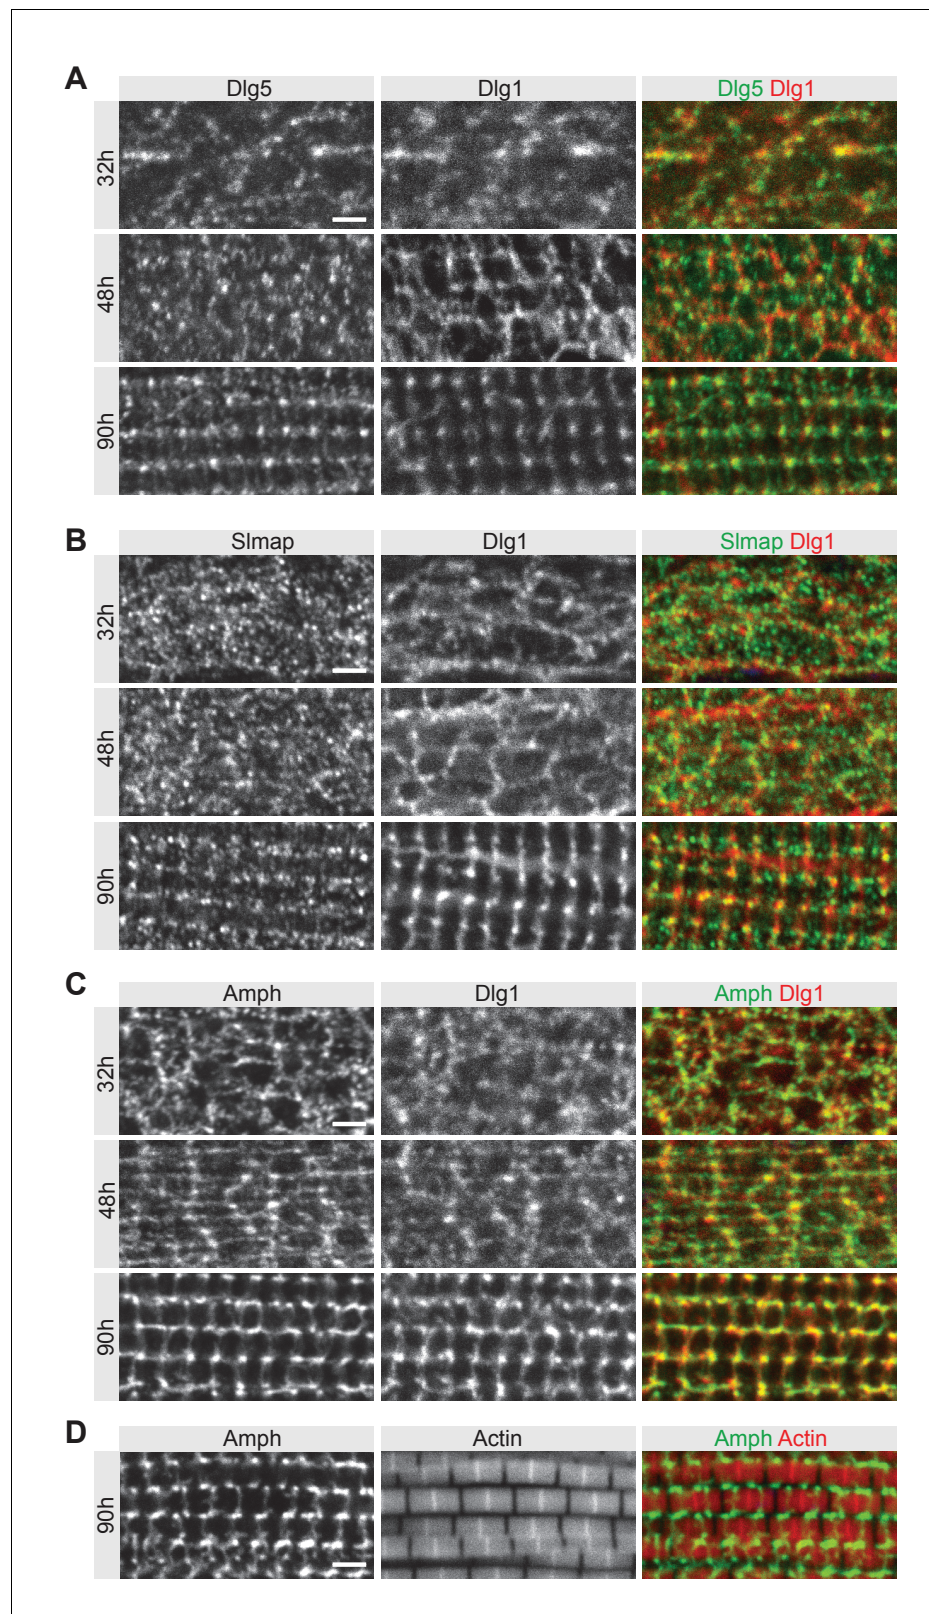 A
Dlg5 Dlg1 Dlg5 Dlg1
32h
48h
90h
B
Slmap Dlg1 Slmap Dlg1
32h
48h
90h
C
Amph Dlg1 Amph Dlg1
32h
48h
90h
D
Amph Actin Amph Actin
90h